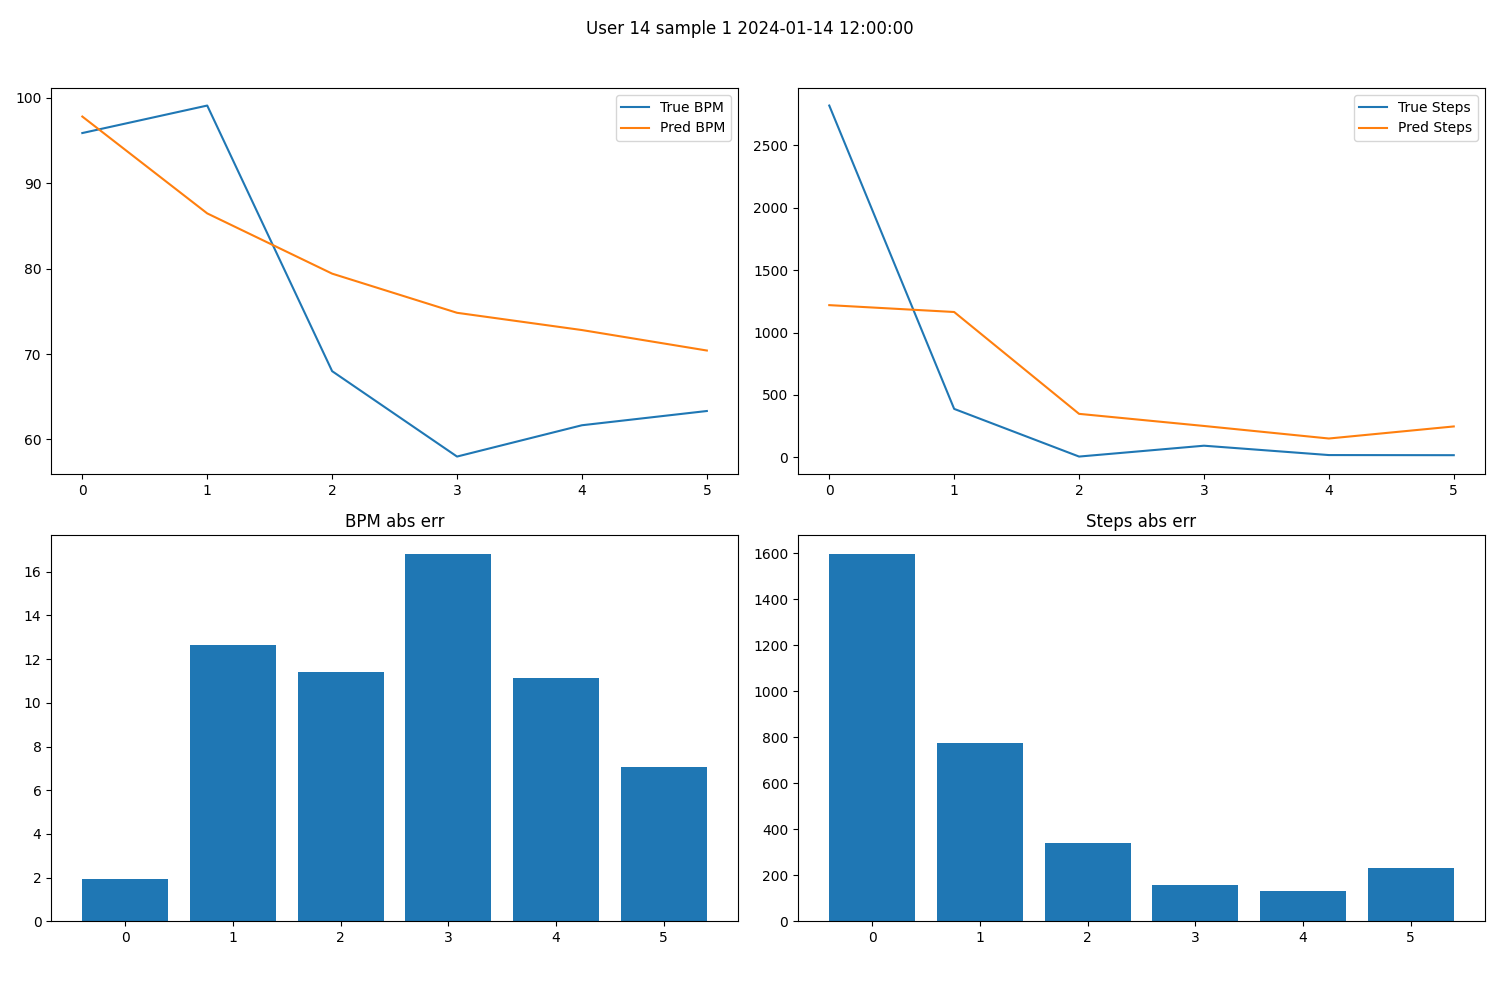 User 14 sample 1 2024-01-14 12:00:00
100
90
80
70
60
0 1 2 3 4 5
True BPM
Pred BPM
2500
2000
1500
1000
500
0
0 1 2 3 4 5
True Steps
Pred Steps
BPM abs err
16
14
12
10
8
6
4
2
0
0 1 2 3 4 5
Steps abs err
1600
1400
1200
1000
800
600
400
200
0
0 1 2 3 4 5